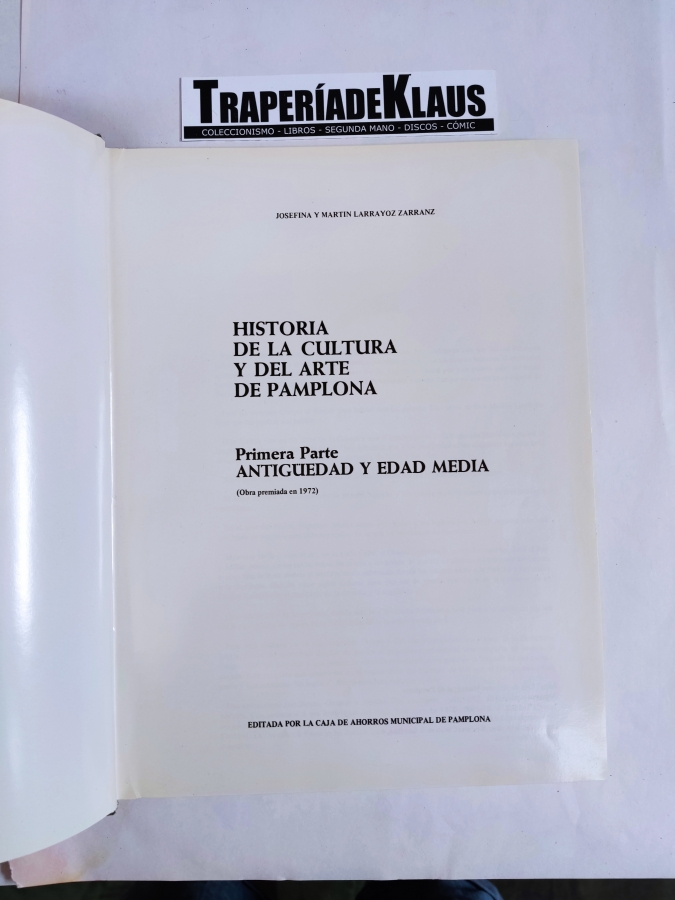 TRAPERÍADEKLAUS
COLECCIONISMO - LIBROS - SEGUNDA MANO - DISCOS - CÓMIC
JOSEFINA Y MARTIN LARRAYOZ ZARRANZ
HISTORIA
DE LA CULTURA
Y DEL ARTE
DE PAMPLONA
Primera Parte
ANTIGÜEDAD Y EDAD MEDIA
(Obra premiada en 1972)
EDITADA POR LA CAJA DE AHORROS MUNICIPAL DE PAMPLONA